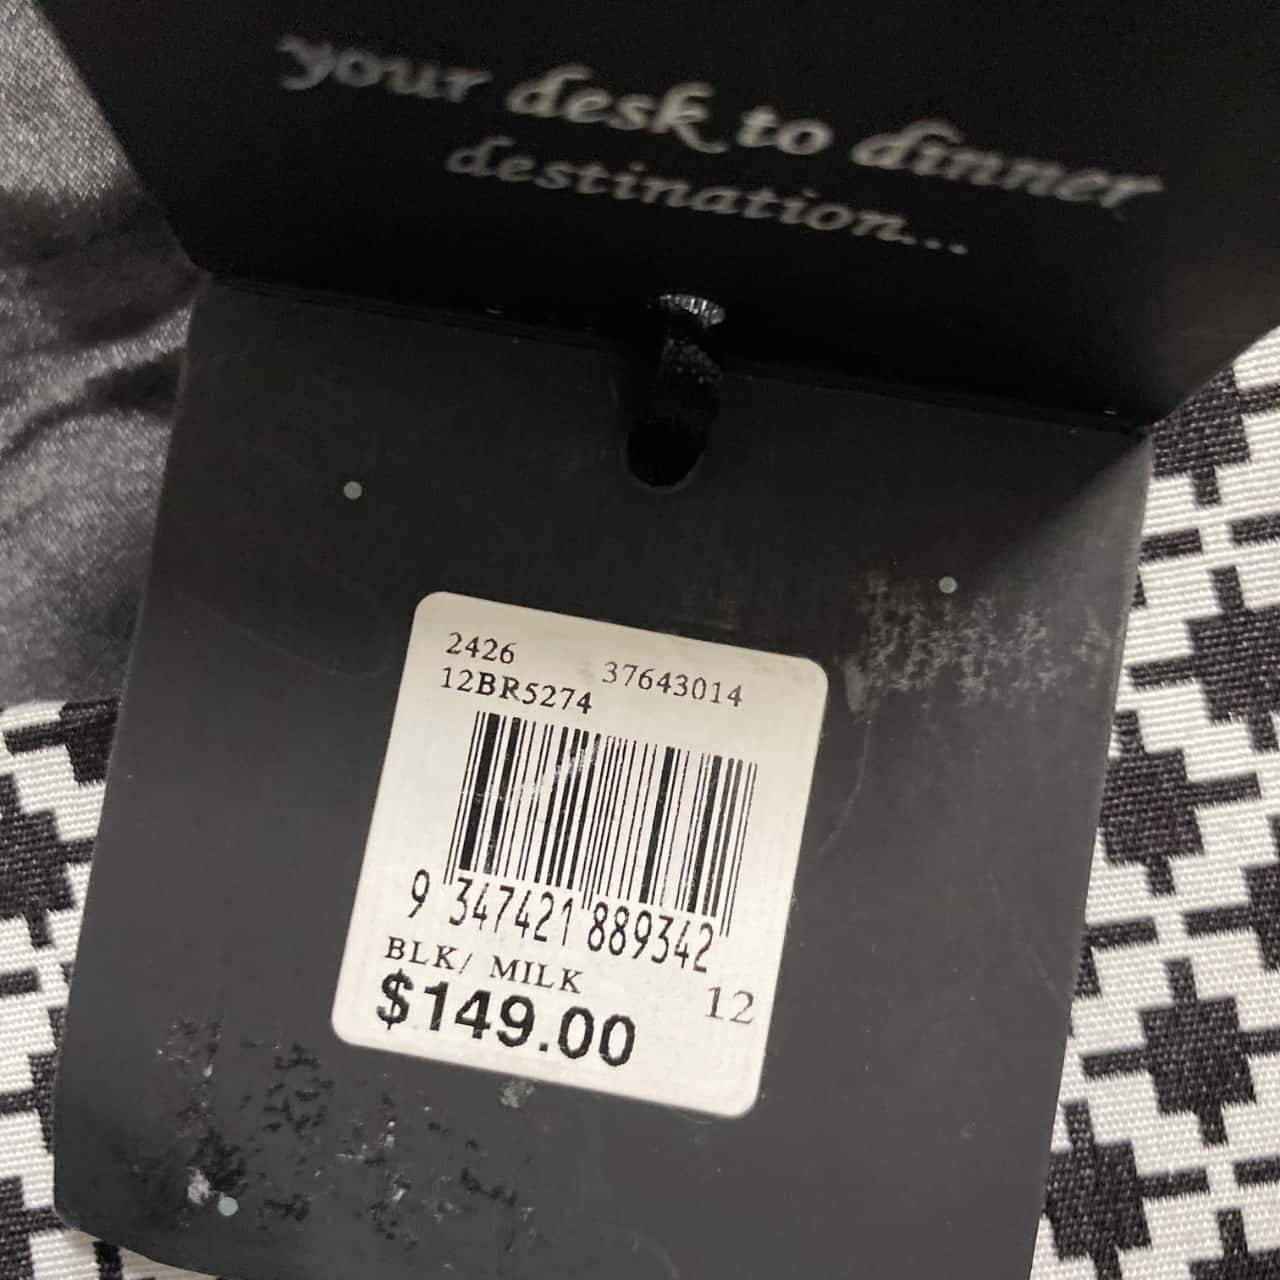 your desk to dinner
destination...
2426 37643014
12BR5274
9 347421 889342
BLK/ MILK
12
$149.00